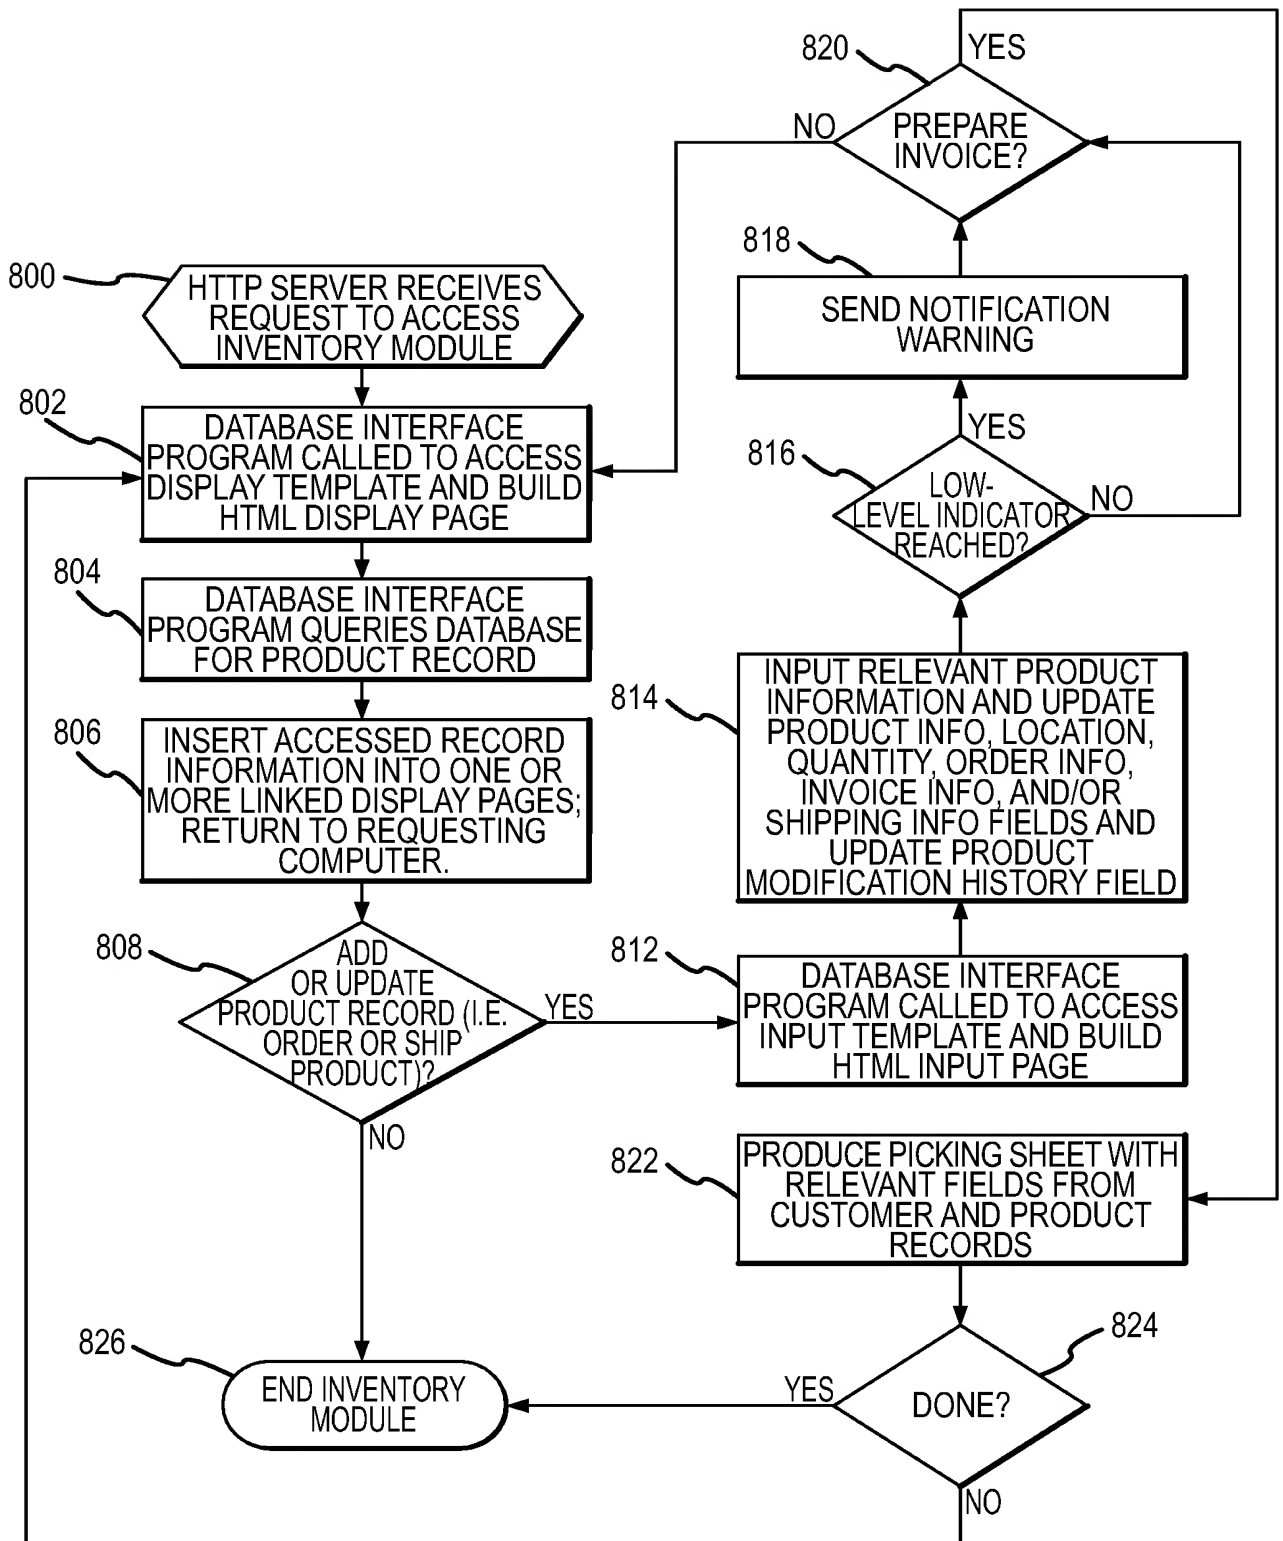 800
HTTP SERVER RECEIVES
REQUEST TO ACCESS
INVENTORY MODULE
802
DATABASE INTERFACE
PROGRAM CALLED TO ACCESS
DISPLAY TEMPLATE AND BUILD
HTML DISPLAY PAGE
804
DATABASE INTERFACE
PROGRAM QUERIES DATABASE
FOR PRODUCT RECORD
806
INSERT ACCESSED RECORD
INFORMATION INTO ONE OR
MORE LINKED DISPLAY PAGES;
RETURN TO REQUESTING
COMPUTER.
808
ADD
OR UPDATE
PRODUCT RECORD (I.E.
ORDER OR SHIP
PRODUCT)?
YES
NO
812
DATABASE INTERFACE
PROGRAM CALLED TO ACCESS
INPUT TEMPLATE AND BUILD
HTML INPUT PAGE
814
INPUT RELEVANT PRODUCT
INFORMATION AND UPDATE
PRODUCT INFO, LOCATION,
QUANTITY, ORDER INFO,
INVOICE INFO, AND/OR
SHIPPING INFO FIELDS AND
UPDATE PRODUCT
MODIFICATION HISTORY FIELD
816
LOW-
LEVEL INDICATOR
REACHED?
YES
NO
818
SEND NOTIFICATION
WARNING
820
PREPARE
INVOICE?
YES
NO
822
PRODUCE PICKING SHEET WITH
RELEVANT FIELDS FROM
CUSTOMER AND PRODUCT
RECORDS
824
DONE?
YES
NO
826
END INVENTORY
MODULE